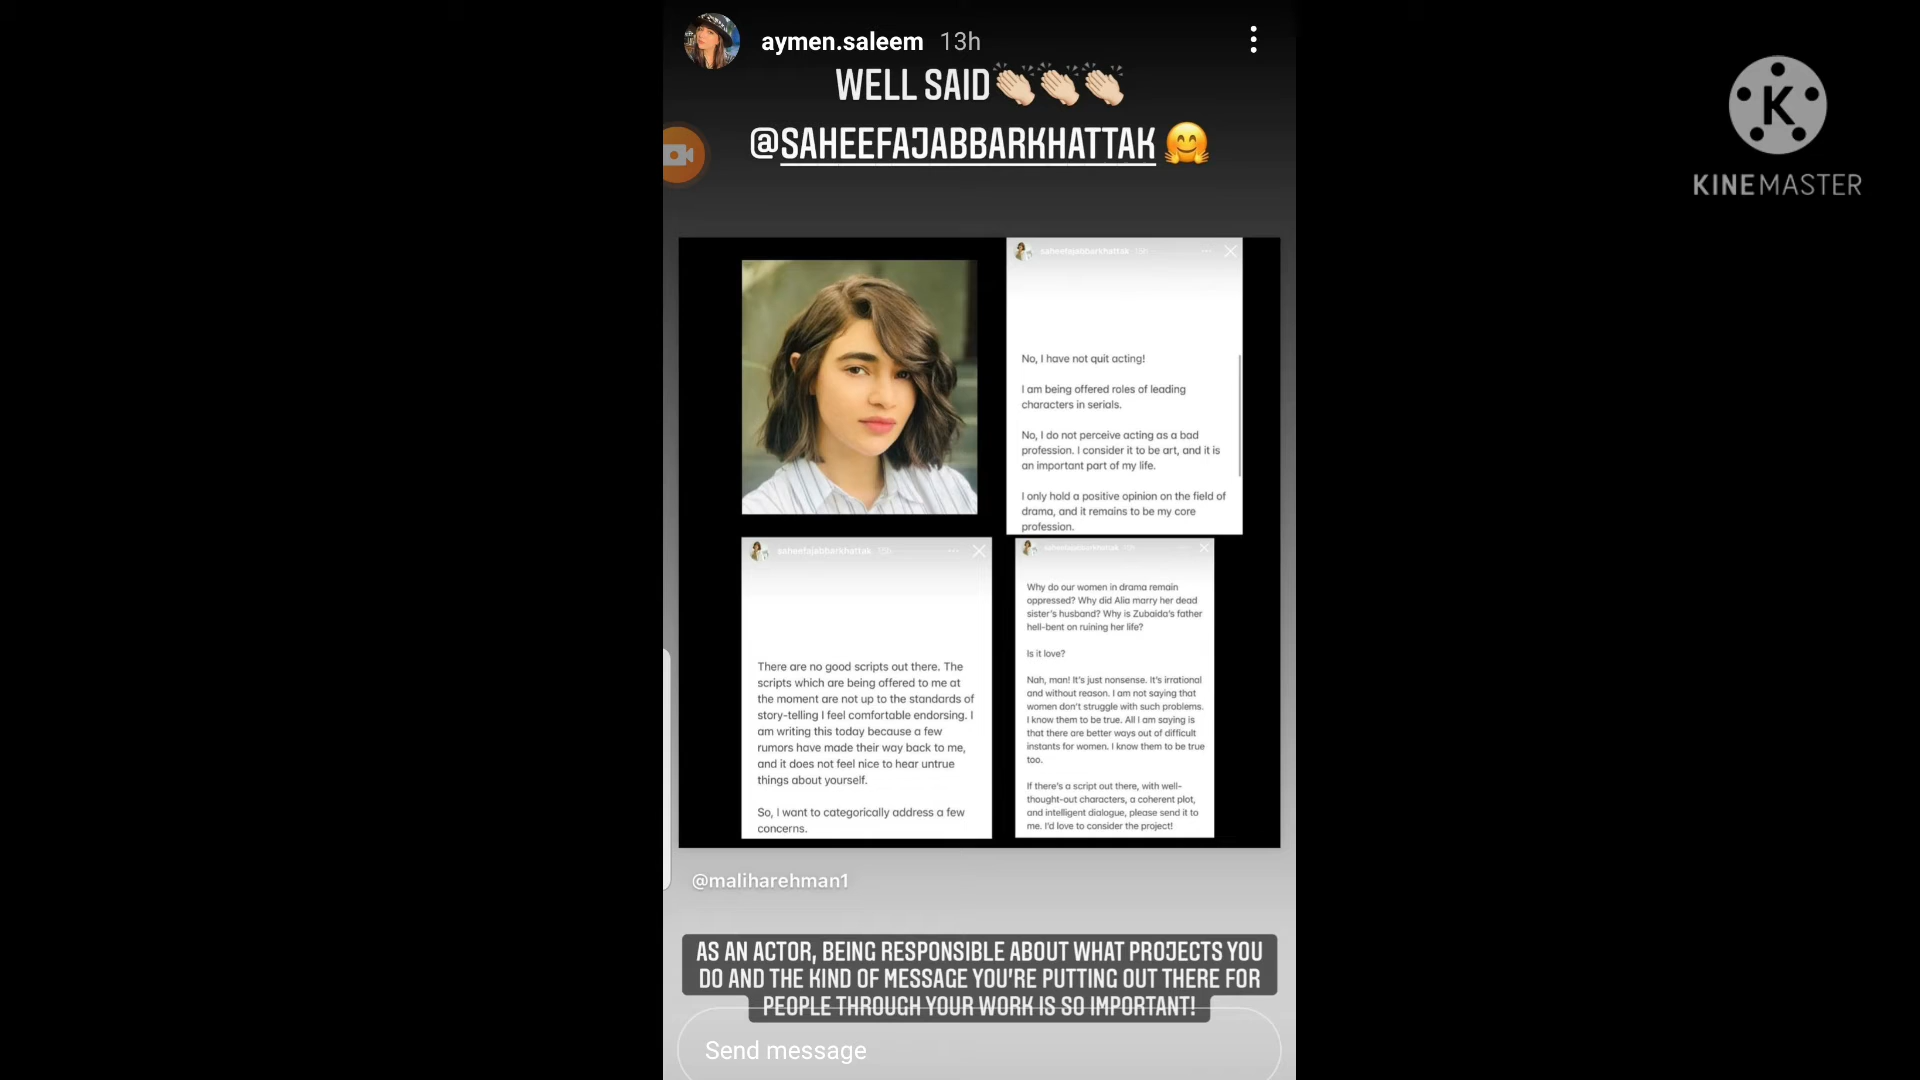 aymen.saleem 13h
WELL SAID👏🏻👏🏻👏🏻
@SAHEEFAJABBARKHATTAK 🤗
KINEMASTER
saheefajabbarkhattak 15h
No, I have not quit acting!
I am being offered roles of leading
characters in serials.
No, I do not perceive acting as a bad
profession. I consider it to be art, and it is
an important part of my life.
I only hold a positive opinion on the field of
drama, and it remains to be my core
profession.
saheefajabbarkhattak
There are no good scripts out there. The
scripts which are being offered to me at
the moment are not up to the standards of
story-telling I feel comfortable endorsing. I
am writing this today because a few
rumors have made their way back to me,
and it does not feel nice to hear untrue
things about yourself.
So, I want to categorically address a few
concerns.
saheefajabbarkhattak
Why do our women in drama remain
oppressed? Why did Alia marry her dead
sister's husband? Why is Zubaida's father
hell-bent on ruining her life?
Is it love?
Nah, man! It's just nonsense. It's irrational
and without reason. I am not saying that
women don't struggle with such problems.
I know them to be true. All I am saying is
that there are better ways out of difficult
instants for women. I know them to be true
too.
If there's a script out there, with well-
thought-out characters, a coherent plot,
and intelligent dialogue, please send it to
me. I'd love to consider the project!
@maliharehman1
AS AN ACTOR, BEING RESPONSIBLE ABOUT WHAT PROJECTS YOU
DO AND THE KIND OF MESSAGE YOU'RE PUTTING OUT THERE FOR
PEOPLE THROUGH YOUR WORK IS SO IMPORTANT!
Send message